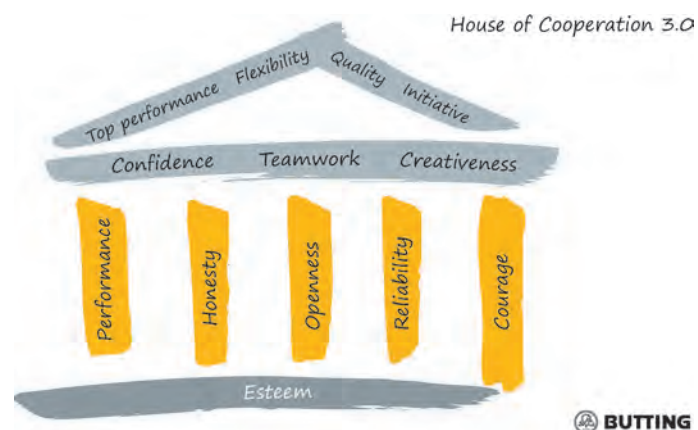 House of Cooperation 3.0
Top performance Flexibility Quality Initiative
Confidence Teamwork Creativeness
Performance
Honesty
Openness
Reliability
Courage
Esteem
BUTTING